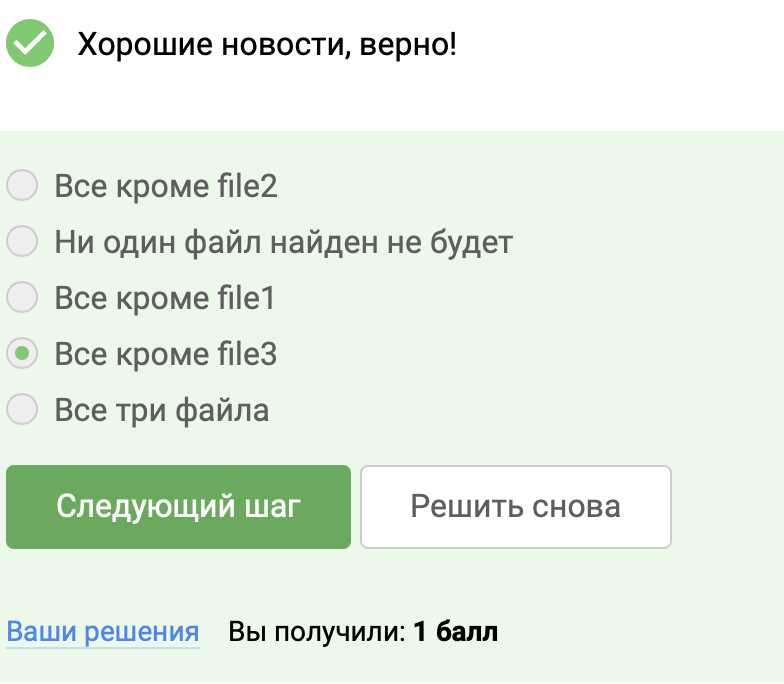 Хорошие новости, верно!
Все кроме file2
Ни один файл найден не будет
Все кроме file1
Все кроме file3
Все три файла
Следующий шаг Решить снова
Ваши решения Вы получили: 1 балл